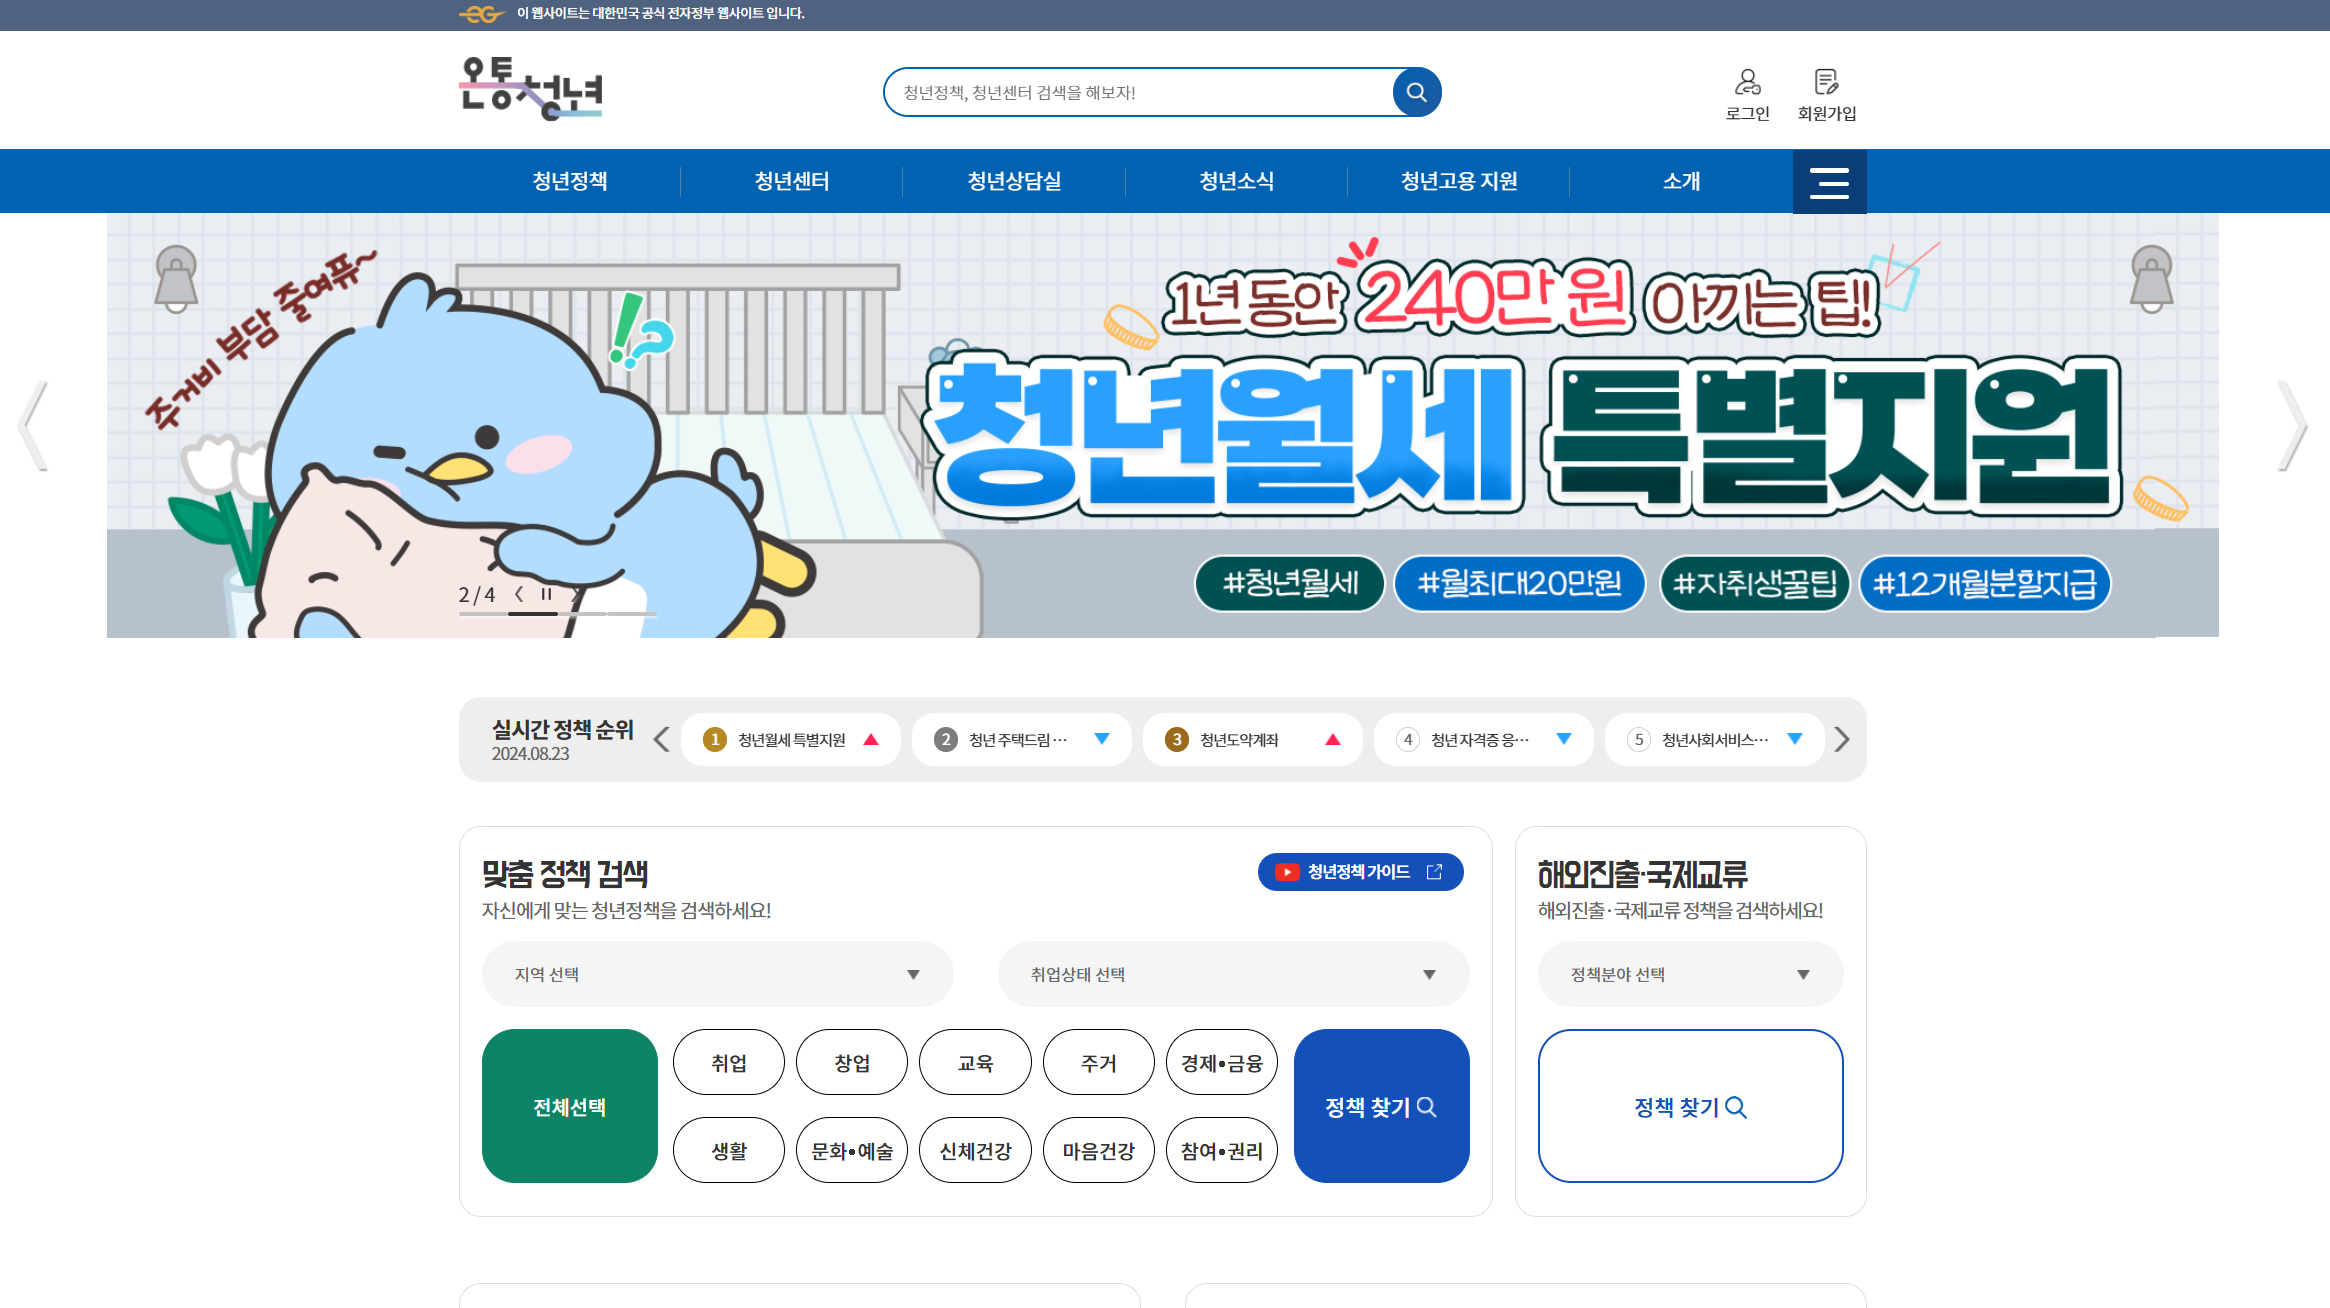 이 웹사이트는 대한민국 공식 전자정부 웹사이트 입니다.
온통청년
청년정책, 청년센터 검색을 해보자!
로그인
회원가입
청년정책
청년센터
청년상담실
청년소식
청년고용 지원
소개
주거비 부담 줄여퓨~
1년 동안 240만 원 아끼는 팁!
청년월세 특별지원
#청년월세 #월최대20만원 #자취생꿀팁 #12개월분할지급
2 / 4
실시간 정책 순위
2024.08.23
1 청년월세 특별지원
2 청년 주택드림 ⋯
3 청년도약계좌
4 청년 자격증 응⋯
5 청년사회서비스⋯
맞춤 정책 검색
청년정책 가이드
자신에게 맞는 청년정책을 검색하세요!
지역 선택
취업상태 선택
전체선택
취업
창업
교육
주거
경제•금융
생활
문화•예술
신체건강
마음건강
참여•권리
정책 찾기
해외진출·국제교류
해외진출·국제교류 정책을 검색하세요!
정책분야 선택
정책 찾기